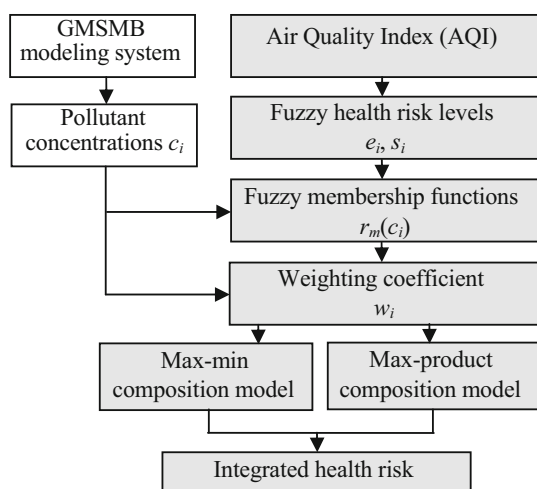 GMSMB
modeling system
Air Quality Index (AQI)
Pollutant
concentrations cᵢ
Fuzzy health risk levels
eᵢ, sᵢ
Fuzzy membership functions
rₘ(cᵢ)
Weighting coefficient
wᵢ
Max-min
composition model
Max-product
composition model
Integrated health risk